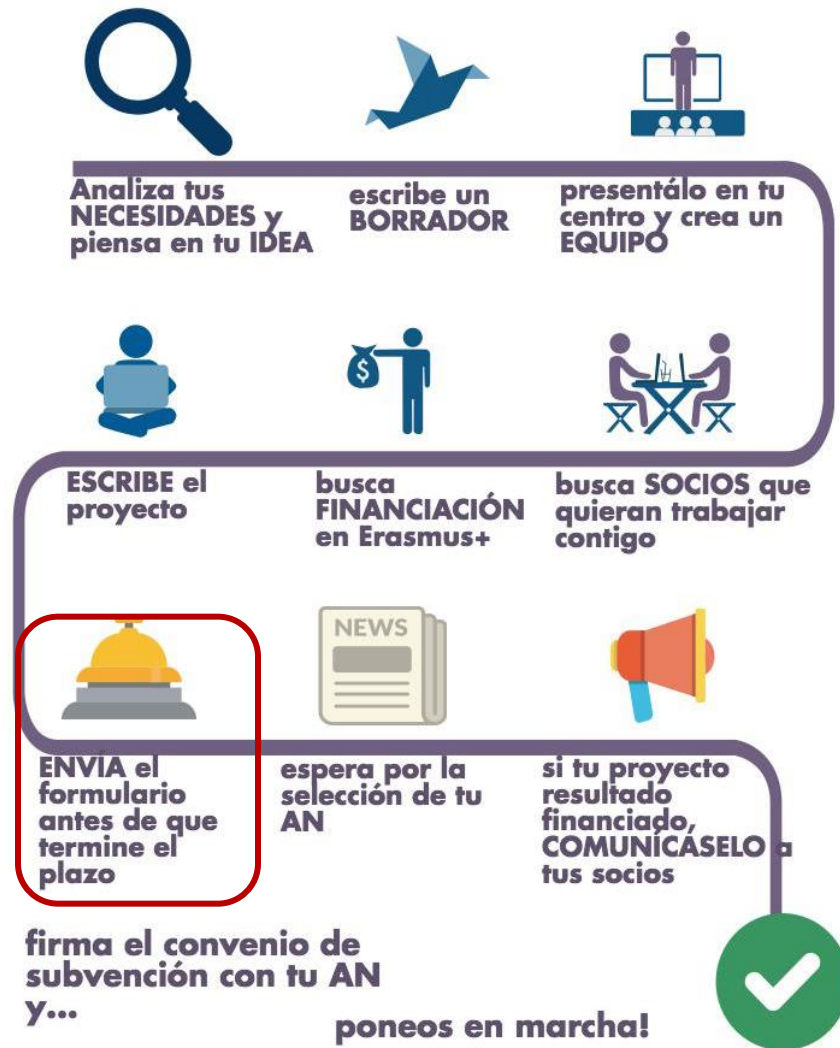 Analiza tus
NECESIDADES y
piensa en tu IDEA
escribe un
BORRADOR
presentálo en tu
centro y crea un
EQUIPO
$
busca SOCIOS que
quieran trabajar
contigo
busca
FINANCIACIÓN
en Erasmus+
ESCRIBE el
proyecto
ENVÍA el
formulario
antes de que
termine el
plazo
NEWS
espera por la
selección de tu
AN
si tu proyecto
resultado
financiado,
COMUNÍCASELO a
tus socios
firma el convenio de
subvención con tu AN
y...
poneos en marcha!